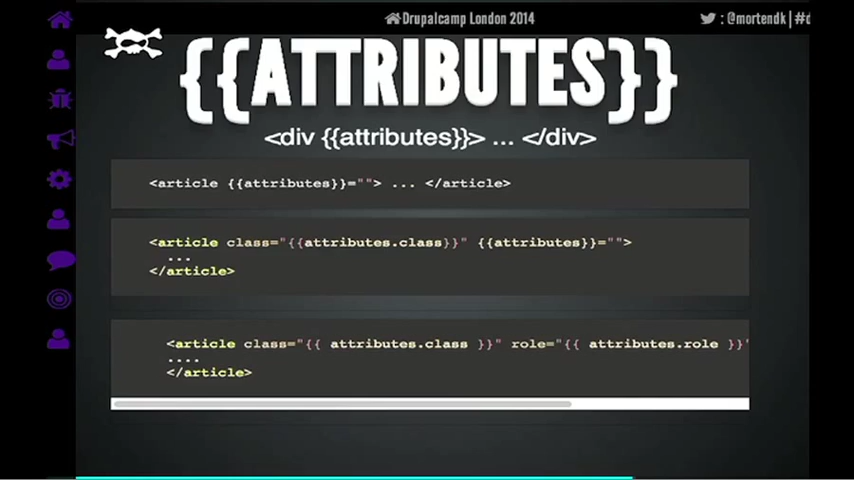 Drupalcamp London 2014
: @mortendk | #d
{{ATTRIBUTES}}
<div {{attributes}}> ... </div>
<article {{attributes}}=""> ... </article>
<article class="{{attributes.class}}" {{attributes}}="">
...
</article>
<article class="{{ attributes.class }}" role="{{ attributes.role }}"
....
</article>